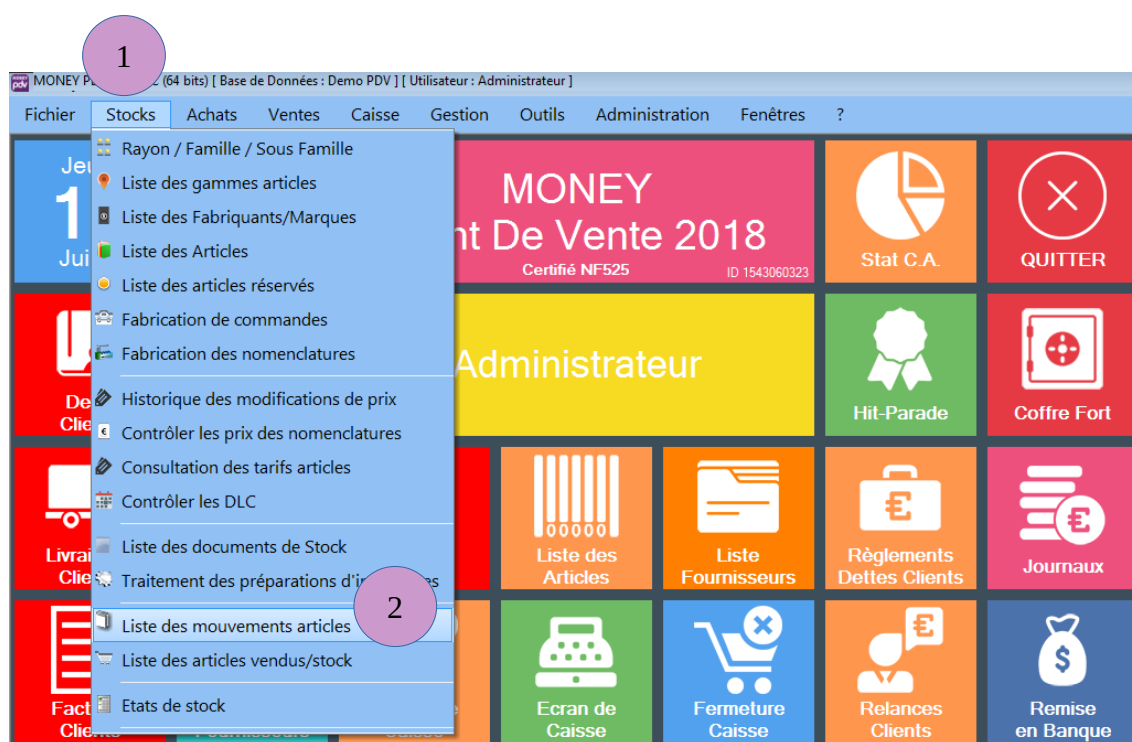 1
MONEY P (64 bits) [ Base de Données : Demo PDV ] [ Utilisateur : Administrateur ]
Fichier Stocks Achats Ventes Caisse Gestion Outils Administration Fenêtres ?
Rayon / Famille / Sous Famille
Liste des gammes articles
Liste des Fabriquants/Marques
Liste des Articles
Liste des articles réservés
Fabrication de commandes
Fabrication des nomenclatures
Historique des modifications de prix
Contrôler les prix des nomenclatures
Consultation des tarifs articles
Contrôler les DLC
Liste des documents de Stock
Traitement des préparations
2
Liste des mouvements articles
Liste des articles vendus/stock
Etats de stock
MONEY
nt De Vente 2018
Certifié NF525
ID 1543060323
Stat C.A.
QUITTER
Administrateur
Hit-Parade
Coffre Fort
Liste des
Articles
Liste
Fournisseurs
Règlements
Dettes Clients
Journaux
Ecran de
Caisse
Fermeture
Caisse
Relances
Clients
Remise
en Banque